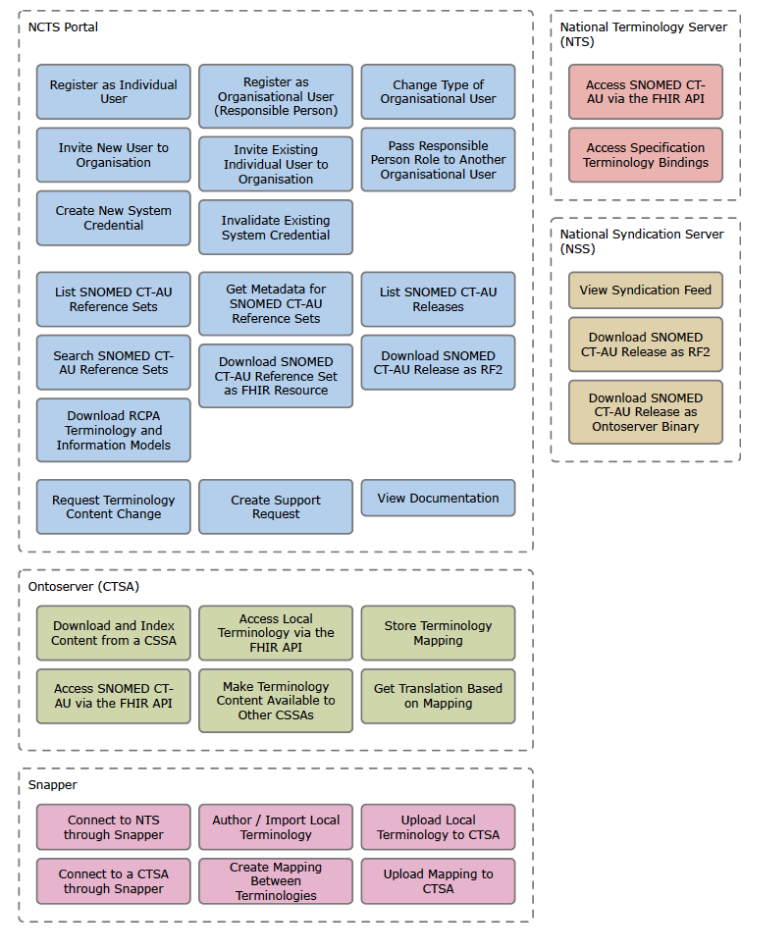 NCTS Portal
Register as Individual
User
Register as
Organisational User
(Responsible Person)
Change Type of
Organisational User
Invite New User to
Organisation
Invite Existing
Individual User to
Organisation
Pass Responsible
Person Role to Another
Organisational User
Create New System
Credential
Invalidate Existing
System Credential
List SNOMED CT-AU
Reference Sets
Get Metadata for
SNOMED CT-AU
Reference Sets
List SNOMED CT-AU
Releases
Search SNOMED CT-
AU Reference Sets
Download SNOMED
CT-AU Reference Set
as FHIR Resource
Download SNOMED
CT-AU Release as RF2
Download RCPA
Terminology and
Information Models
Request Terminology
Content Change
Create Support
Request
View Documentation
National Terminology Server
(NTS)
Access SNOMED CT-
AU via the FHIR API
Access Specification
Terminology Bindings
National Syndication Server
(NSS)
View Syndication Feed
Download SNOMED
CT-AU Release as RF2
Download SNOMED
CT-AU Release as
Ontoserver Binary
Ontoserver (CTSA)
Download and Index
Content from a CSSA
Access Local
Terminology via the
FHIR API
Store Terminology
Mapping
Access SNOMED CT-
AU via the FHIR API
Make Terminology
Content Available to
Other CSSAs
Get Translation Based
on Mapping
Snapper
Connect to NTS
through Snapper
Author / Import Local
Terminology
Upload Local
Terminology to CTSA
Connect to a CTSA
through Snapper
Create Mapping
Between
Terminologies
Upload Mapping to
CTSA